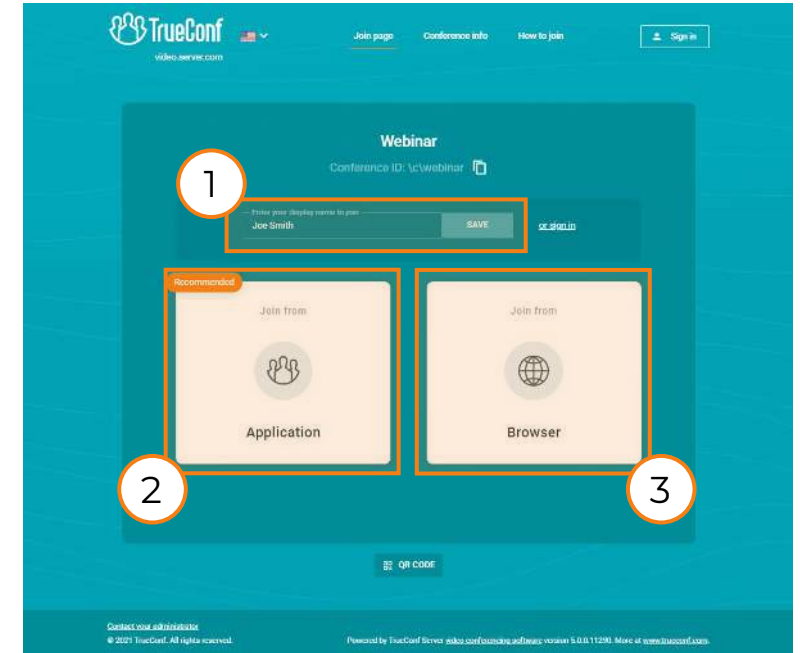 TrueConf
video.server.com
Join page Conference info How to join Sign in
Webinar
Conference ID: \c\webinar
1
Enter your display name to join
Joe Smith SAVE or sign in
Recommended
Join from Join from
Application Browser
2 3
QR CODE
Contact your administrator
© 2021 TrueConf. All rights reserved. Powered by TrueConf Server video conferencing software version 5.0.0.11290. More at www.trueconf.com.